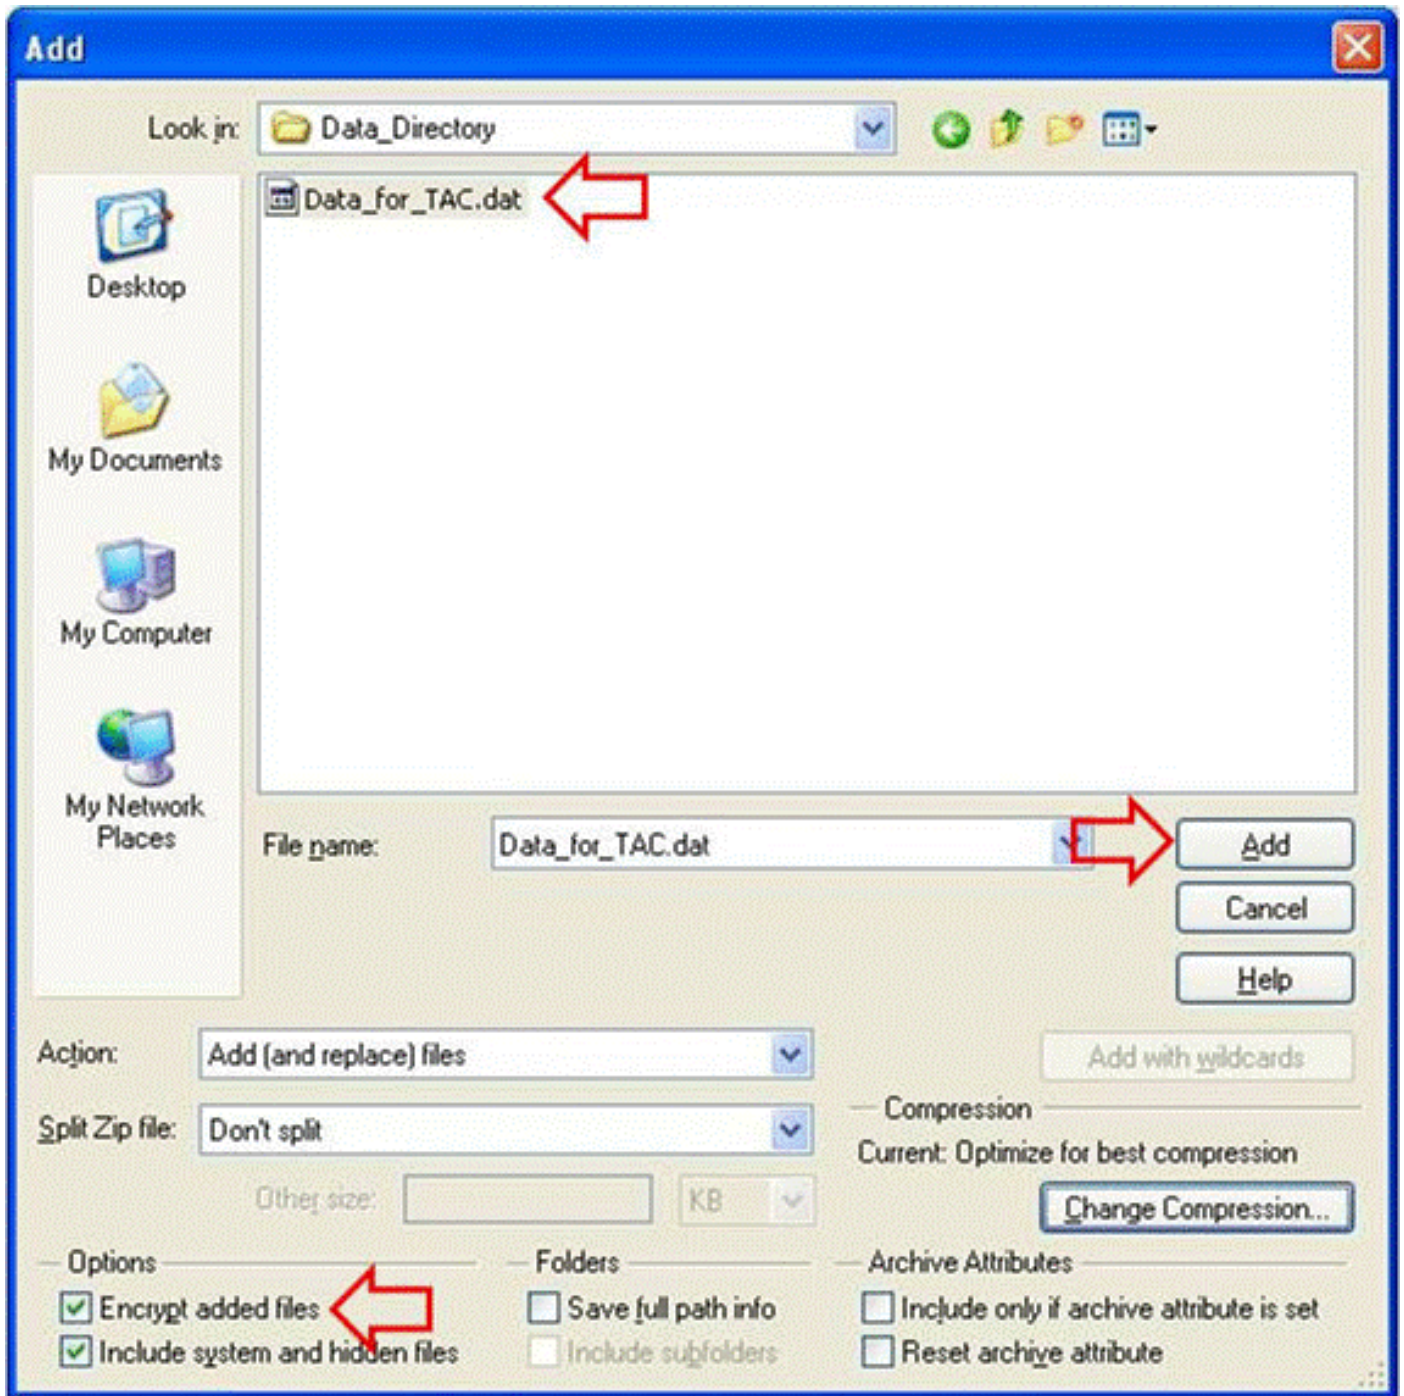 Add
Look in: Data_Directory
Data_for_TAC.dat
Desktop
My Documents
My Computer
My Network
Places
File name: Data_for_TAC.dat Add
Cancel
Help
Action: Add (and replace) files Add with wildcards
Split Zip file: Don't split
Compression
Current: Optimize for best compression
Other size: KB
Change Compression...
Options Folders Archive Attributes
Encrypt added files Save full path info Include only if archive attribute is set
Include system and hidden files Include subfolders Reset archive attribute